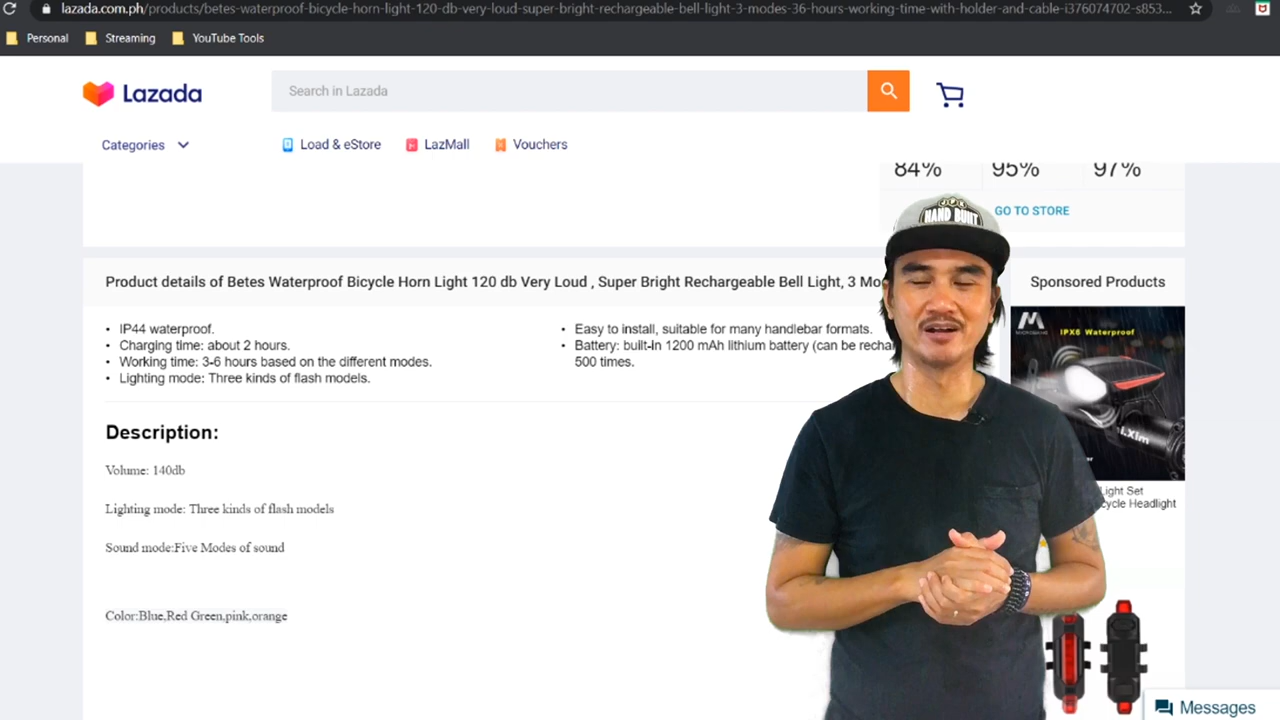 lazada.com.ph/products/betes-waterproof-bicycle-horn-light-120-db-very-loud-super-bright-rechargeable-bell-light-3-modes-36-hours-working-time-with-holder-and-cable-i376074702-s853...
Personal Streaming YouTube Tools
Lazada Search in Lazada
Categories Load & eStore LazMall Vouchers
84% 95% 97%
GO TO STORE
JPK
HAND BUILT
Product details of Betes Waterproof Bicycle Horn Light 120 db Very Loud , Super Bright Rechargeable Bell Light, 3 Mo
Sponsored Products
• IP44 waterproof.
• Charging time: about 2 hours.
• Working time: 3-6 hours based on the different modes.
• Lighting mode: Three kinds of flash models.
• Easy to install, suitable for many handlebar formats.
• Battery: built-in 1200 mAh lithium battery (can be recha
500 times.
IPX6 Waterproof
Light Set
cycle Headlight
Description:
Volume: 140db
Lighting mode: Three kinds of flash models
Sound mode:Five Modes of sound
Color:Blue,Red Green,pink,orange
Messages